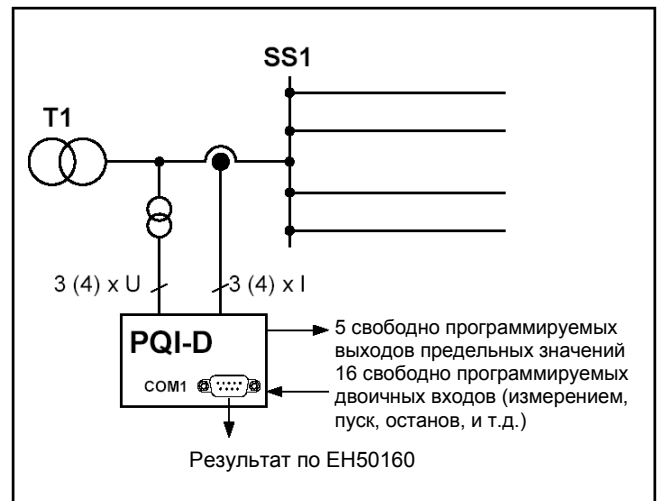 SS1
T1
3 (4) x U
3 (4) x I
PQI-D
COM1
5 свободно программируемых
выходов предельных значений
16 свободно программируемых
двоичных входов (измерением,
пуск, останов, и т.д.)
Результат по ЕН50160